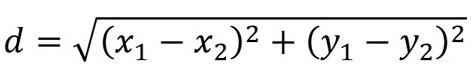 d = √(x₁ − x₂)² + (y₁ − y₂)²